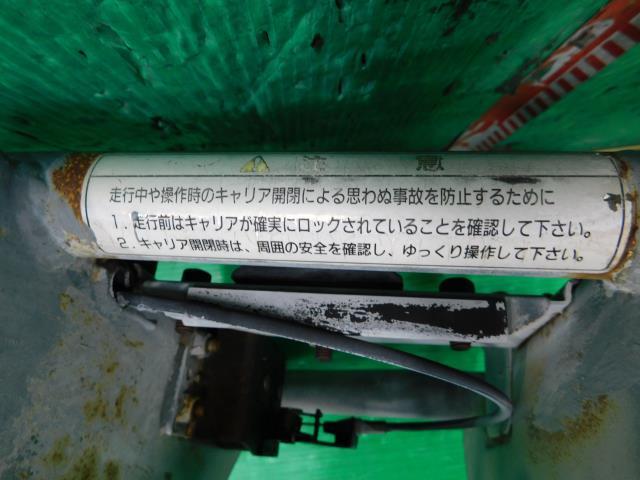 注 意
走行中や操作時のキャリア開閉による思わぬ事故を防止するために
1．走行前はキャリアが確実にロックされていることを確認して下さい。
2．キャリア開閉時は、周囲の安全を確認し、ゆっくり操作して下さい。